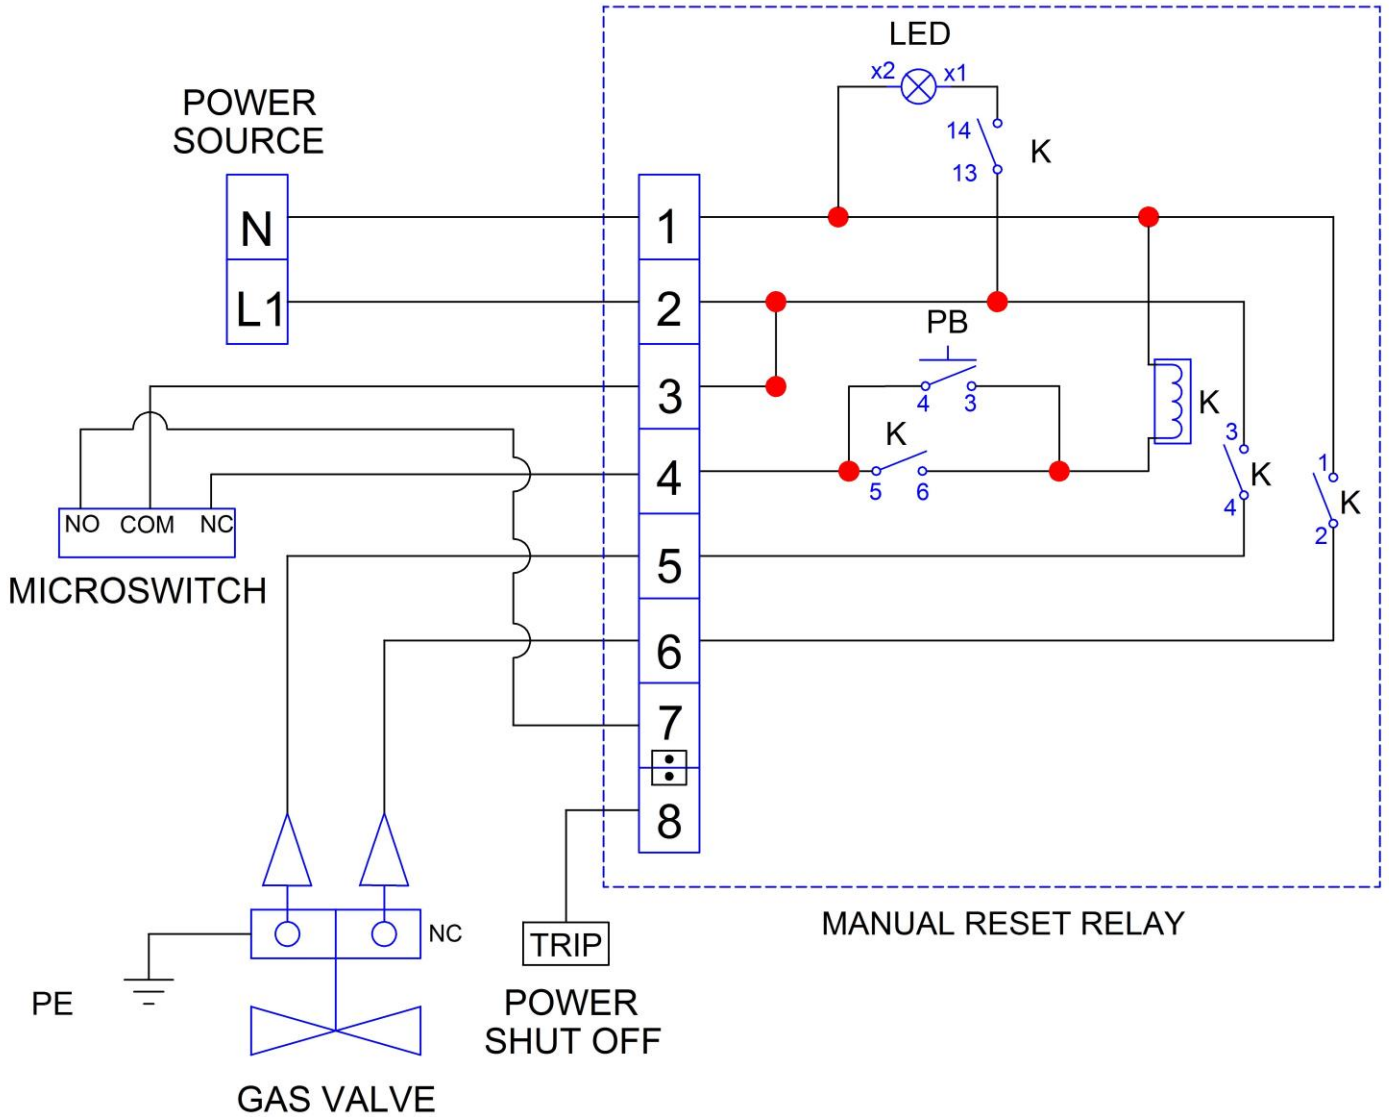 LED
x2
x1
14
K
13
POWER
SOURCE
N
1
L1
2
PB
3
4
3
K
K
4
5
6
3
K
4
1
K
2
NO
COM
NC
MICROSWITCH
5
6
7
8
NC
TRIP
MANUAL RESET RELAY
PE
POWER
SHUT OFF
GAS VALVE